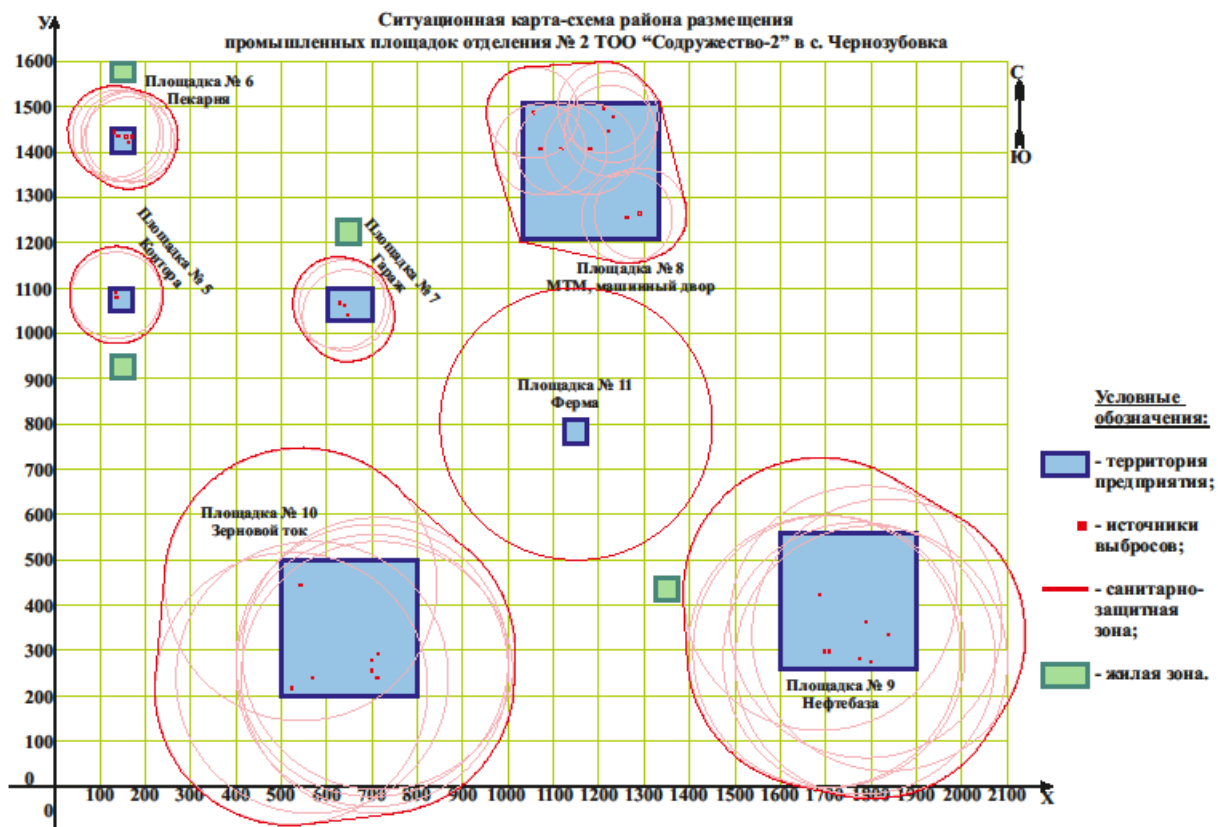 Ситуационная карта-схема района размещения
промышленных площадок отделения № 2 ТОО “Содружество-2” в с. Чернозубовка
У
1600
1500
1400
1300
1200
1100
1000
900
800
700
600
500
400
300
200
100
0
0
100 200 300 400 500 600 700 800 900 1000 1100 1200 1300 1400 1500 1600 1700 1800 1900 2000 2100
Х
С
Ю
Площадка № 6
Пекарня
Площадка № 5
Контора
Площадка № 7
Гараж
Площадка № 8
МТМ, машинный двор
Площадка № 11
Ферма
Площадка № 10
Зерновой ток
Площадка № 9
Нефтебаза
Условные
обозначения:
- территория
предприятия;
- источники
выбросов;
- санитарно-
защитная
зона;
- жилая зона.